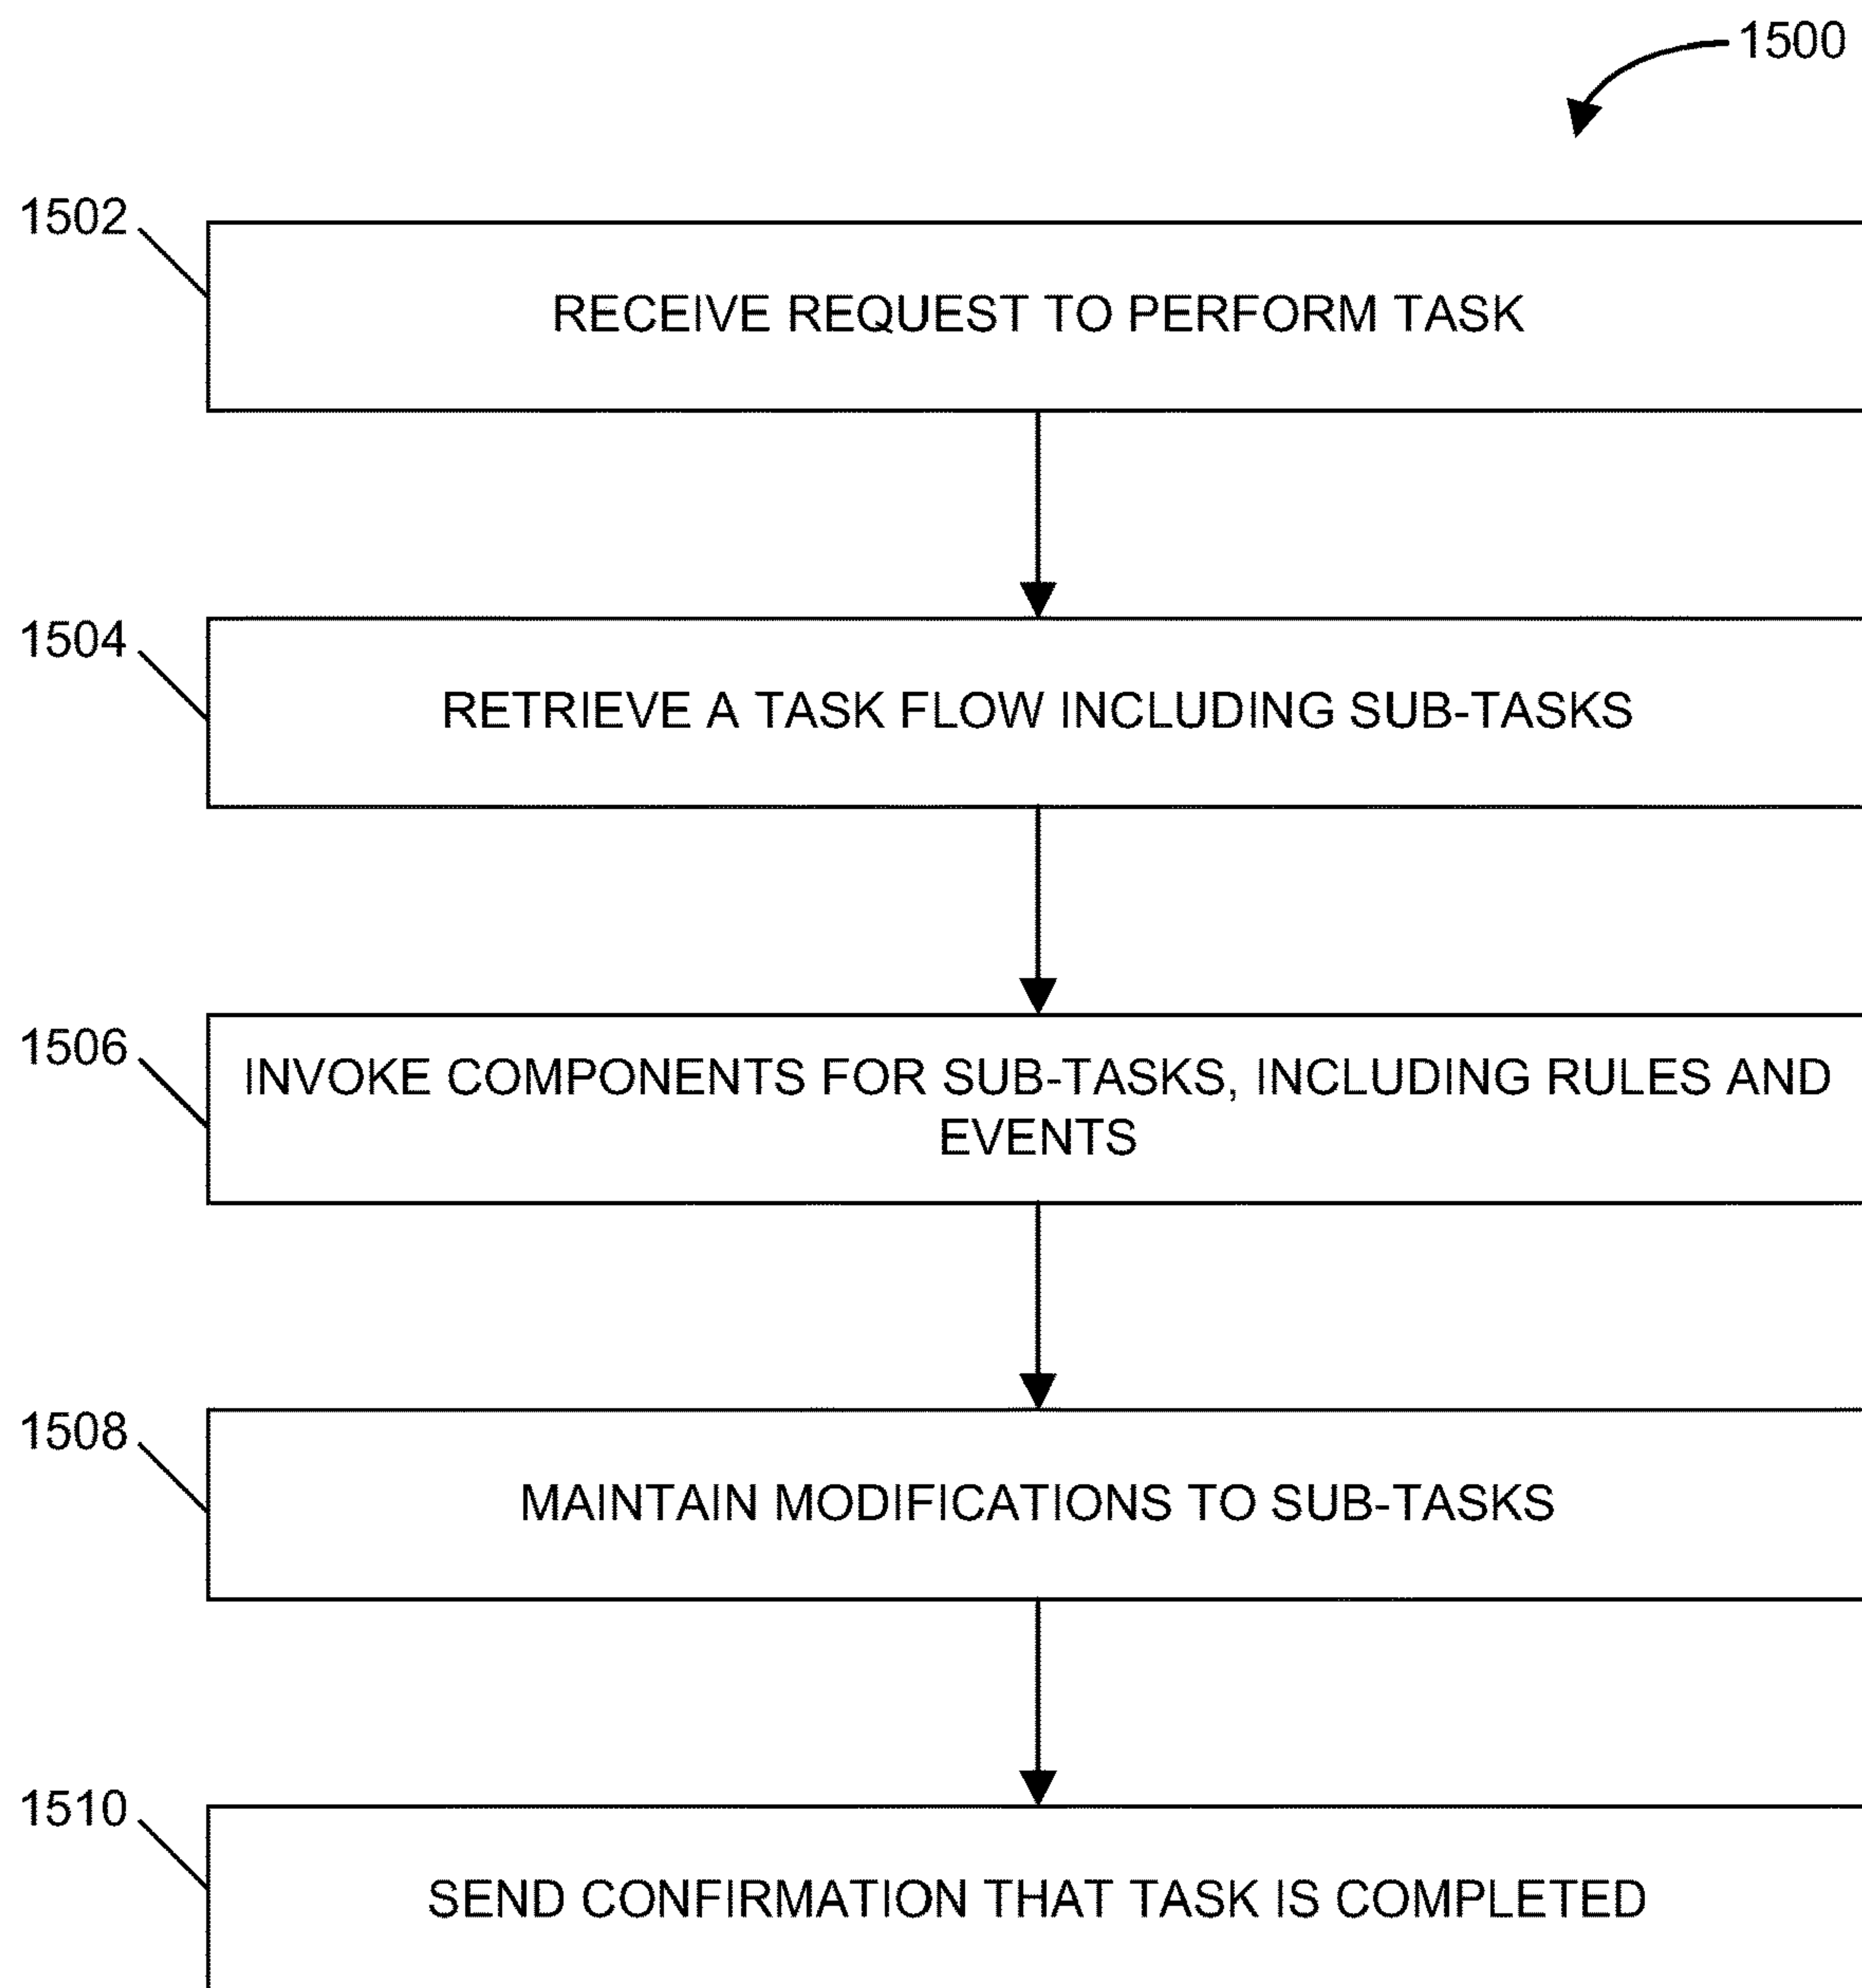 1500
1502
RECEIVE REQUEST TO PERFORM TASK
1504
RETRIEVE A TASK FLOW INCLUDING SUB-TASKS
1506
INVOKE COMPONENTS FOR SUB-TASKS, INCLUDING RULES AND
EVENTS
1508
MAINTAIN MODIFICATIONS TO SUB-TASKS
1510
SEND CONFIRMATION THAT TASK IS COMPLETED